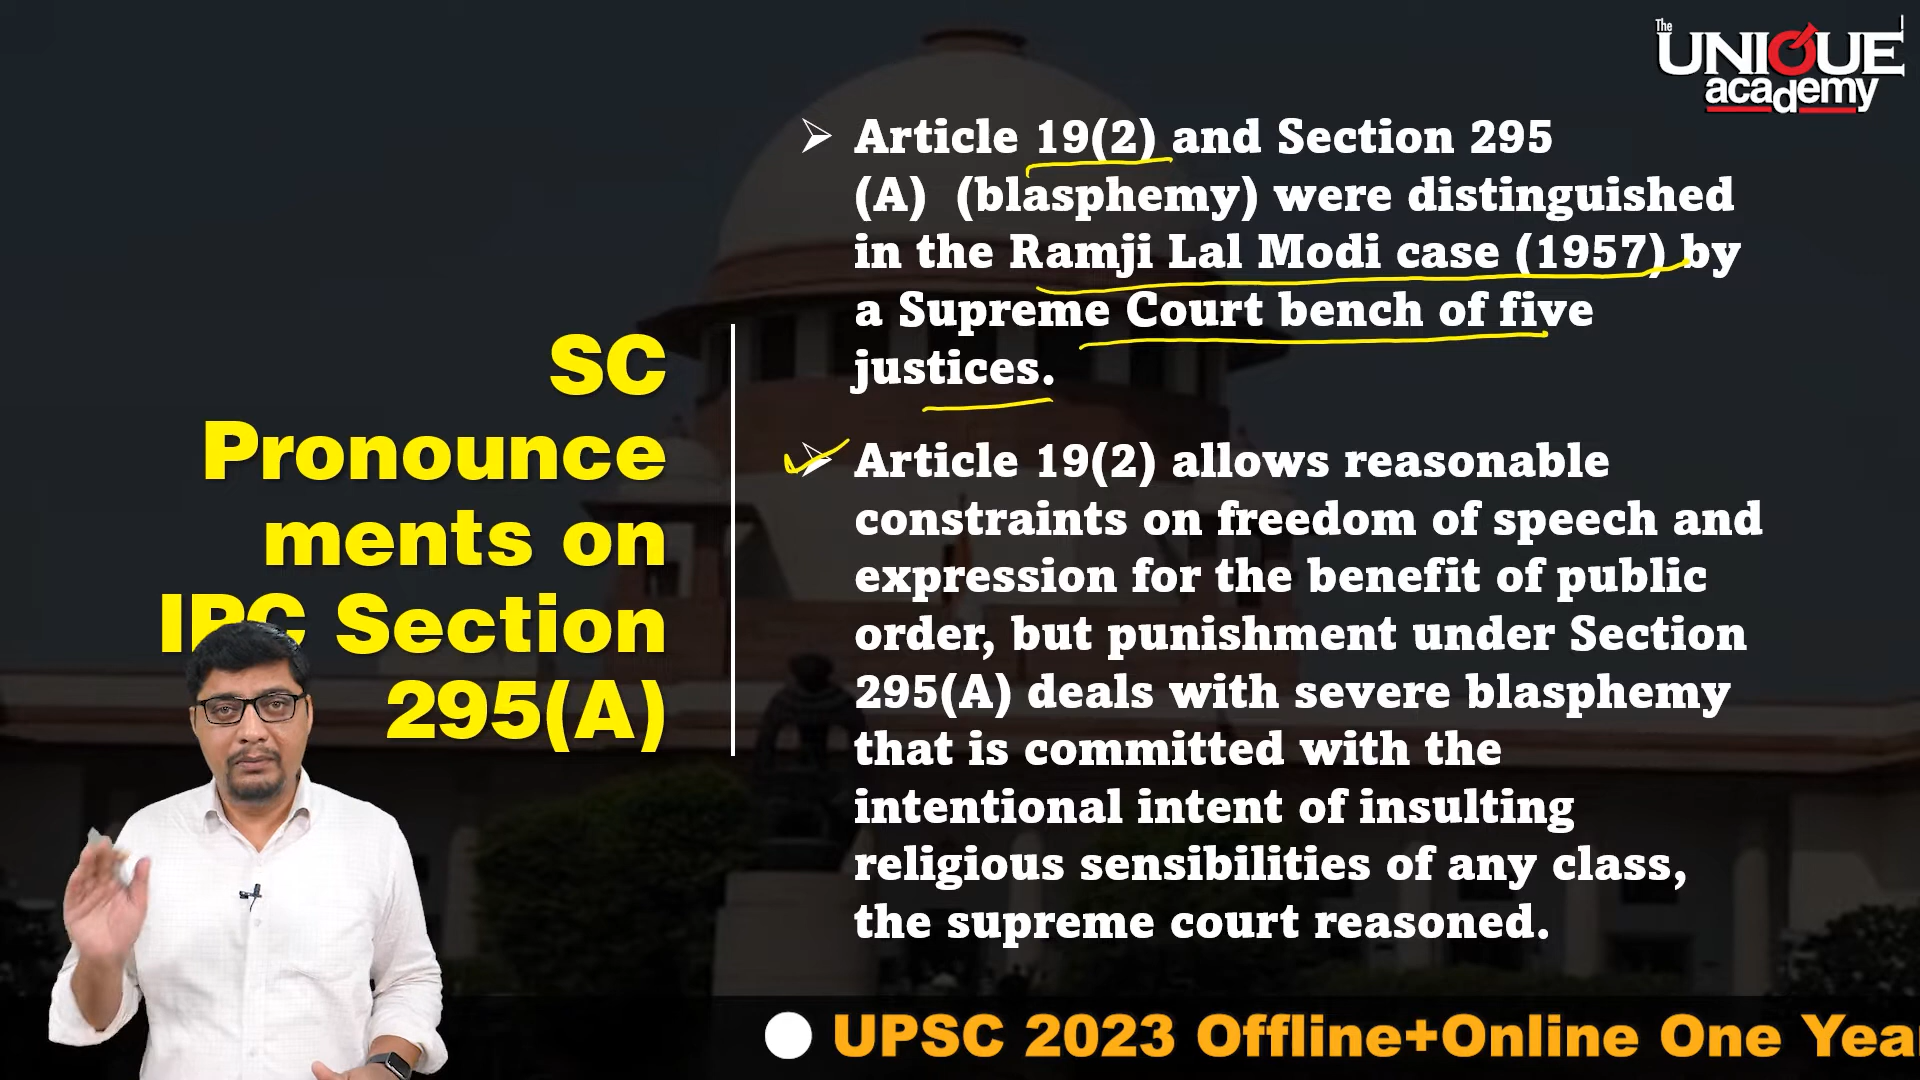 The
UNIQUE
academy
SC
Pronounce
ments on
IPC Section
295(A)
Article 19(2) and Section 295
(A) (blasphemy) were distinguished
in the Ramji Lal Modi case (1957) by
a Supreme Court bench of five
justices.
Article 19(2) allows reasonable
constraints on freedom of speech and
expression for the benefit of public
order, but punishment under Section
295(A) deals with severe blasphemy
that is committed with the
intentional intent of insulting
religious sensibilities of any class,
the supreme court reasoned.
UPSC 2023 Offline+Online One Yea